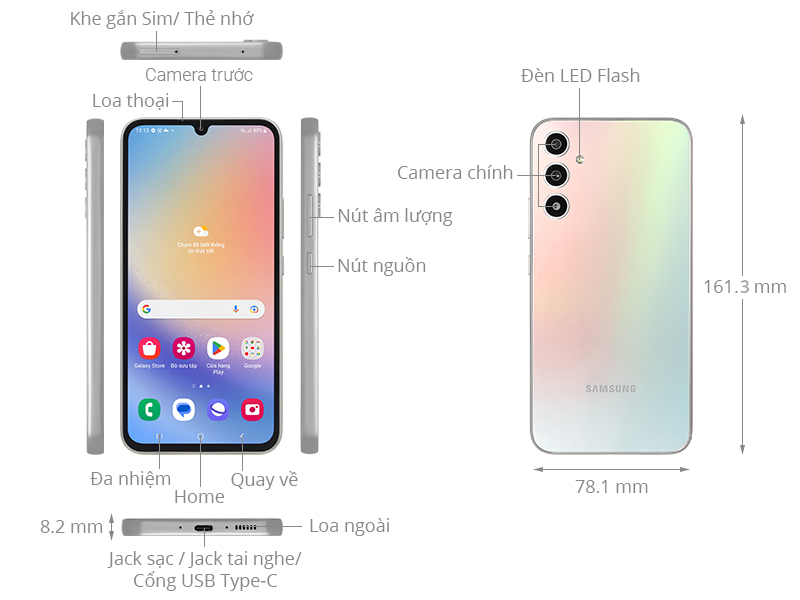 Khe gắn Sim/ Thẻ nhớ
Camera trước
Loa thoại
15:13
49%
Chạm để biết thông
tin thời tiết
G
Galaxy Store
Bộ sưu tập
Cửa hàng
Play
Google
Nút âm lượng
Nút nguồn
Đa nhiệm
Home
Quay về
8.2 mm
Loa ngoài
Jack sạc / Jack tai nghe/
Cổng USB Type-C
Đèn LED Flash
Camera chính
SAMSUNG
161.3 mm
78.1 mm